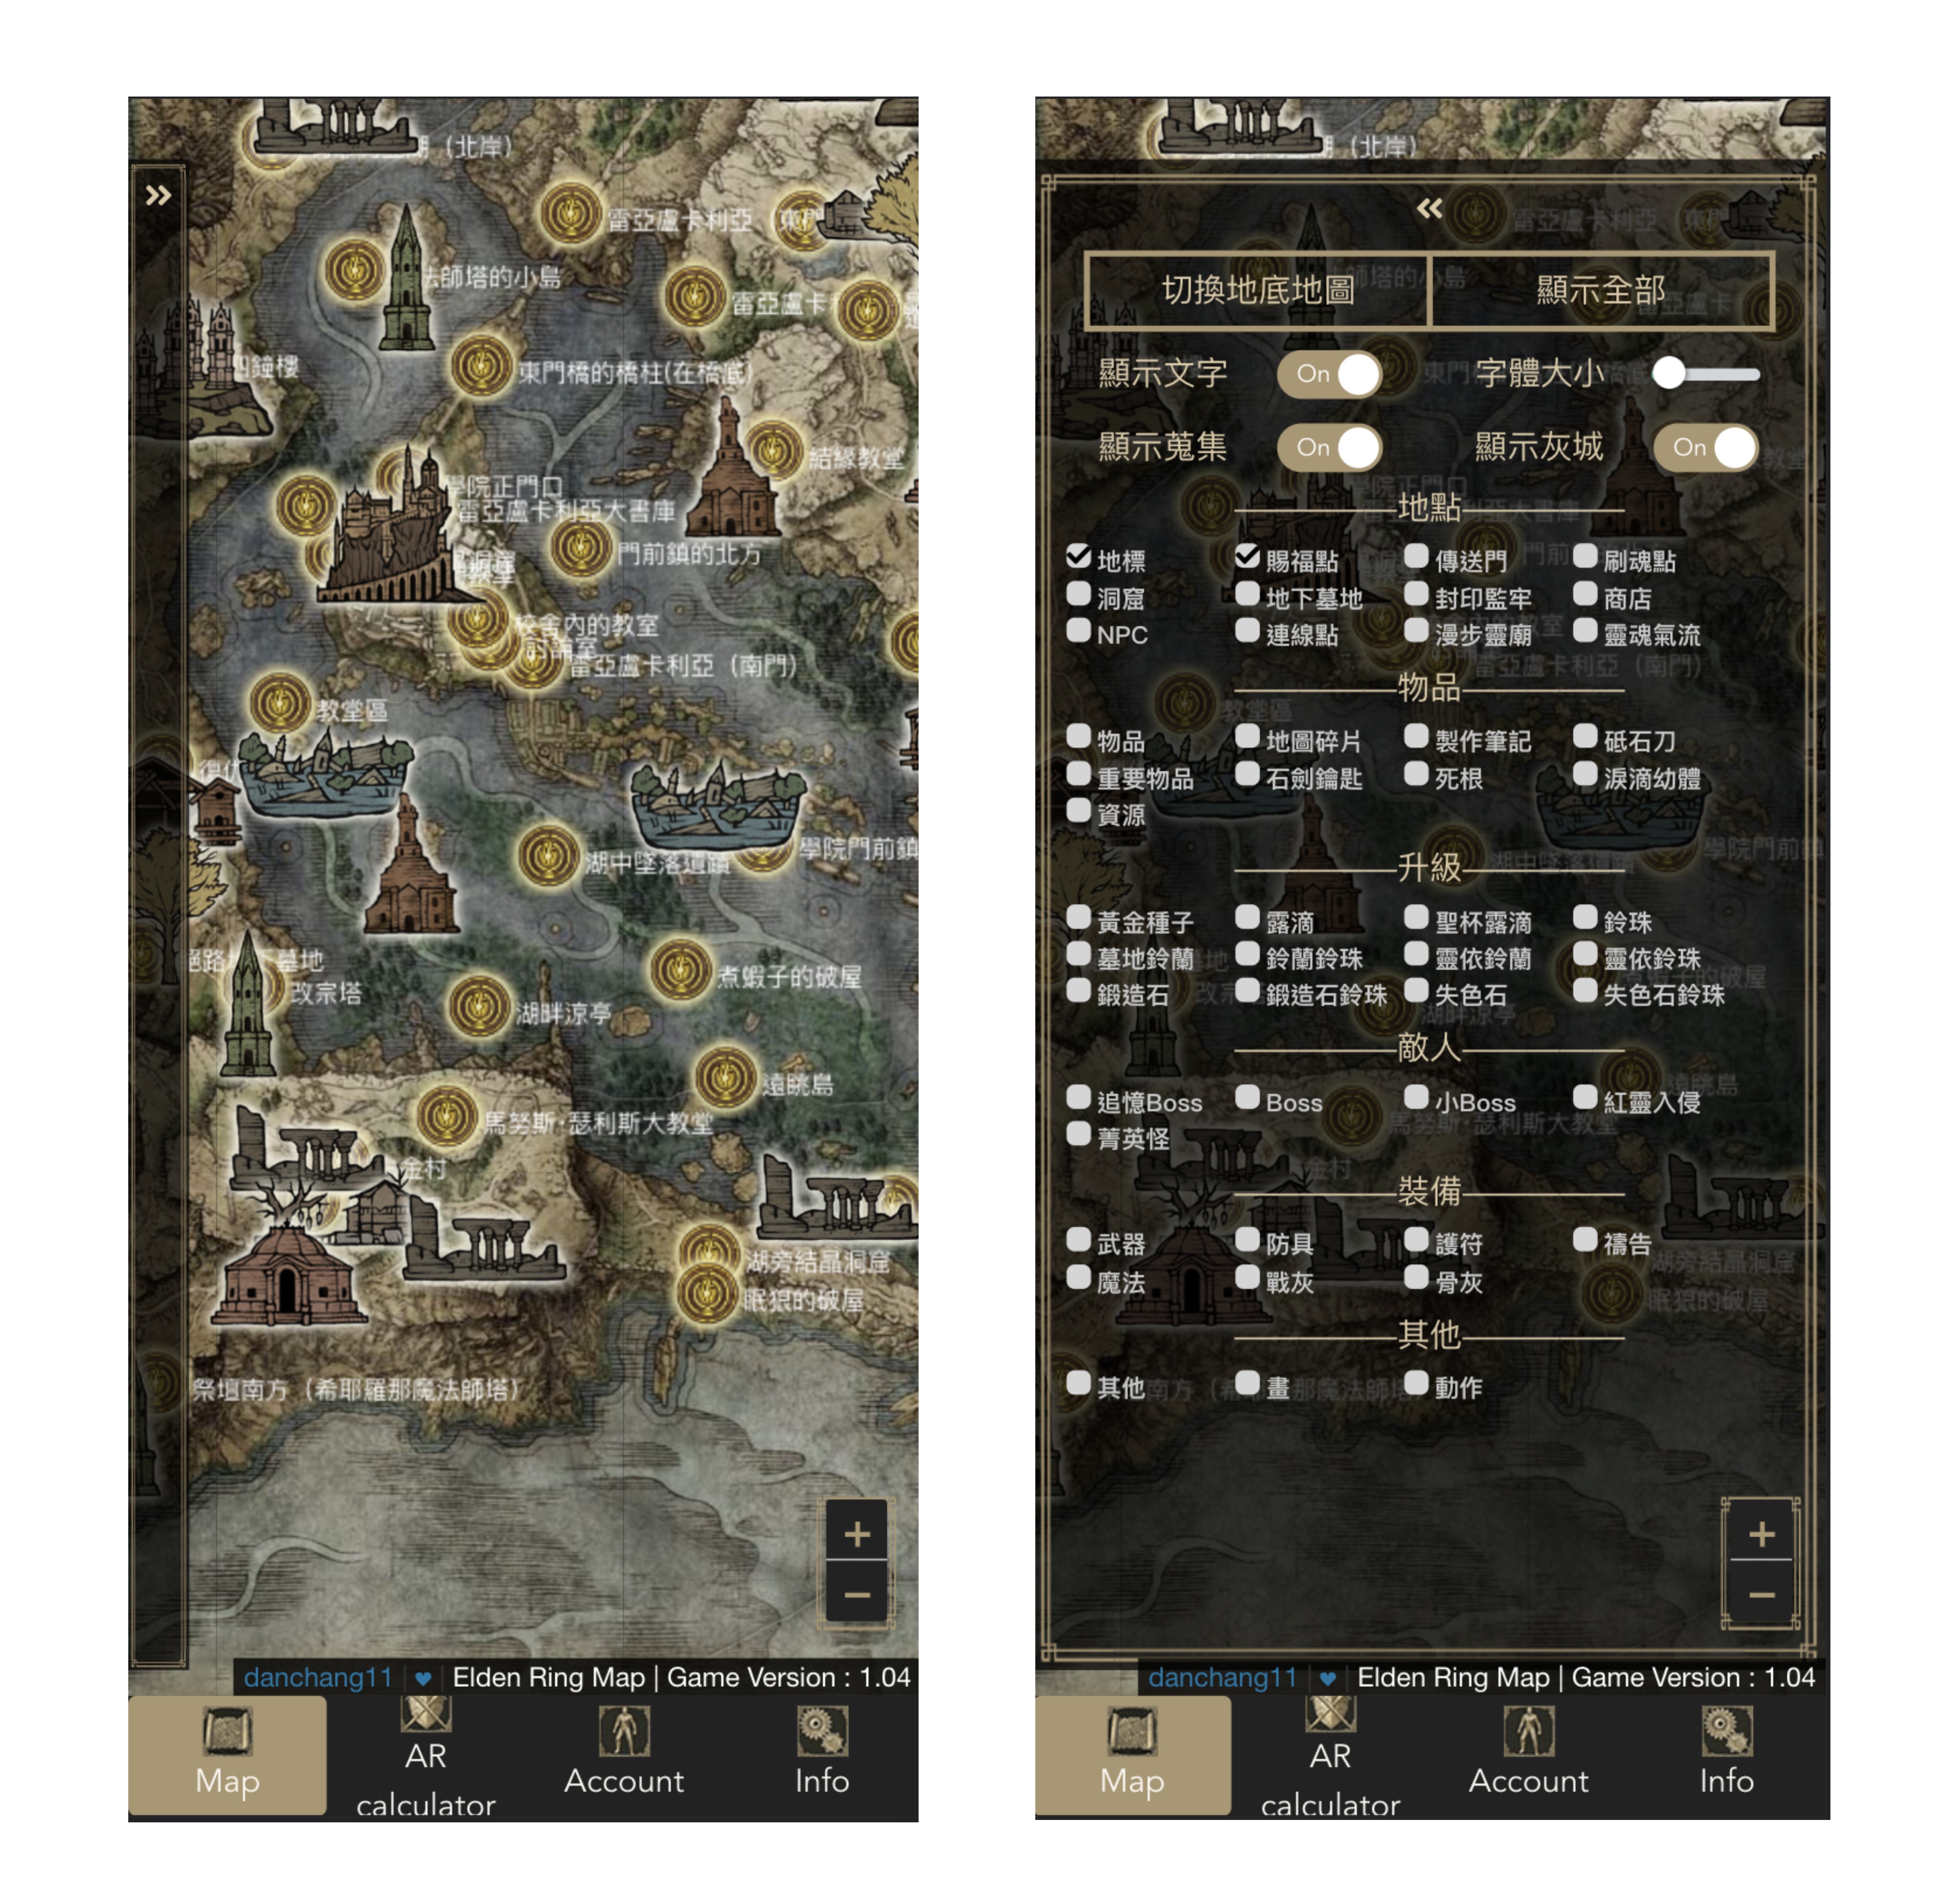 （北岸）
雷亞盧卡利亞（東門
法師塔的小島
雷亞盧卡
四鐘樓
東門橋的橋柱(在橋底)
結緣教堂
學院正門口
雷亞盧卡利亞大書庫
門前鎮的北方
校舍內的教室
討論室
雷亞盧卡利亞（南門）
教堂區
復仇
學院門前鎮
湖中墜落遺蹟
墓地
改宗塔
煮蝦子的破屋
湖畔涼亭
遠眺島
馬努斯·瑟利斯大教堂
金村
湖旁結晶洞窟
眠狼的破屋
祭壇南方（希耶羅那魔法師塔）
+
−
danchang11 | ♥ | Elden Ring Map | Game Version : 1.04
Map
AR calculator
Account
Info
（北岸）
切換地底地圖 顯示全部
顯示文字 On 字體大小
顯示蒐集 On 顯示灰城 On
地點
地標 賜福點 傳送門 刷魂點
洞窟 地下墓地 封印監牢 商店
NPC 連線點 漫步靈廟 靈魂氣流
物品
物品 地圖碎片 製作筆記 砥石刀
重要物品 石劍鑰匙 死根 淚滴幼體
資源
升級
黃金種子 露滴 聖杯露滴 鈴珠
墓地鈴蘭 鈴蘭鈴珠 靈依鈴蘭 靈依鈴珠
鍛造石 鍛造石鈴珠 失色石 失色石鈴珠
敵人
追憶Boss Boss 小Boss 紅靈入侵
菁英怪
裝備
武器 防具 護符 禱告
魔法 戰灰 骨灰
其他
其他 畫 動作
+
−
danchang11 | ♥ | Elden Ring Map | Game Version : 1.04
Map
AR calculator
Account
Info